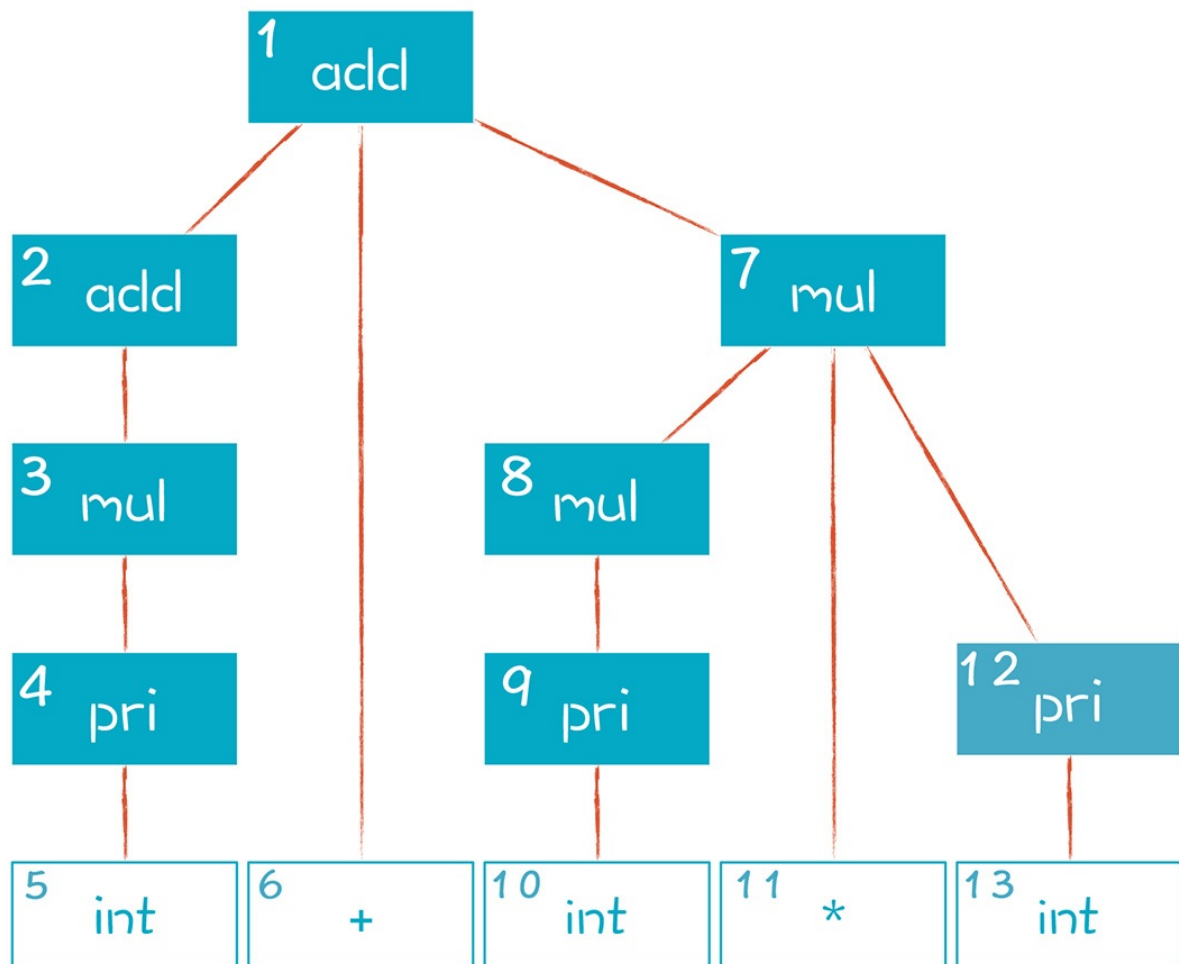 1 add
2 add
7 mul
3 mul
8 mul
4 pri
9 pri
12 pri
5 int
6 +
10 int
11 *
13 int